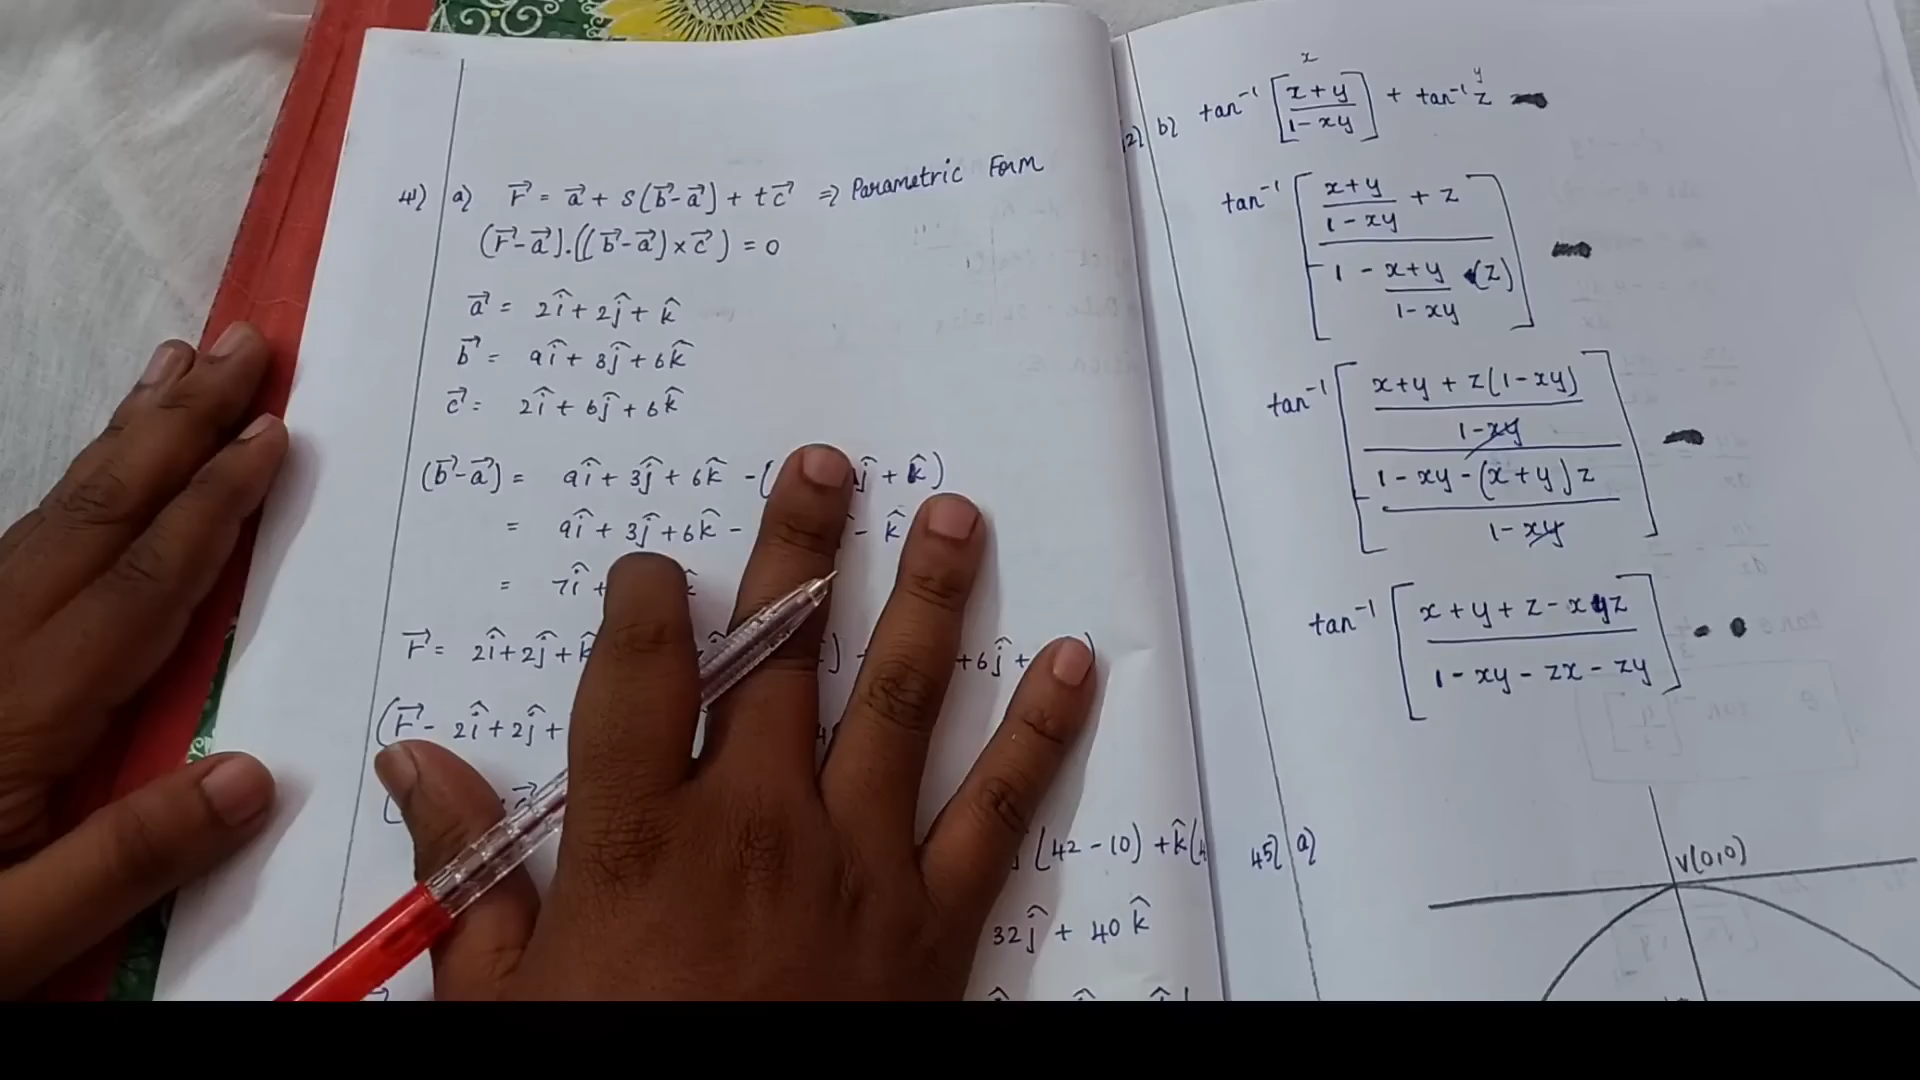 41) a) r⃗ = a⃗ + s(b⃗-a⃗) + tc⃗ ⇒ Parametric Form
(r⃗-a⃗).((b⃗-a⃗)×c⃗) = 0
a⃗ = 2î + 2ĵ + k̂
b⃗ = 9î + 3ĵ + 6k̂
c⃗ = 2î + 6ĵ + 6k̂
(b⃗-a⃗) = 9î + 3ĵ + 6k̂ -( ĵ + k̂)
= 9î + 3ĵ + 6k̂ - - k̂
= 7î + k̂
r⃗ = 2î + 2ĵ + k̂ + 6ĵ + )
(r⃗ - 2î + 2ĵ +
(42-10) + k̂(4
32ĵ + 40k̂
12) b) tan⁻¹ [x+y / 1-xy] + tan⁻¹ z
x
y
tan⁻¹ [(x+y / 1-xy + z) / (1 - x+y / 1-xy (z))]
tan⁻¹ [(x+y + z(1-xy) / 1-xy) / (1-xy-(x+y)z / 1-xy)]
tan⁻¹ [x+y+z-xyz / 1-xy-zx-zy]
45) a)
V(0,0)